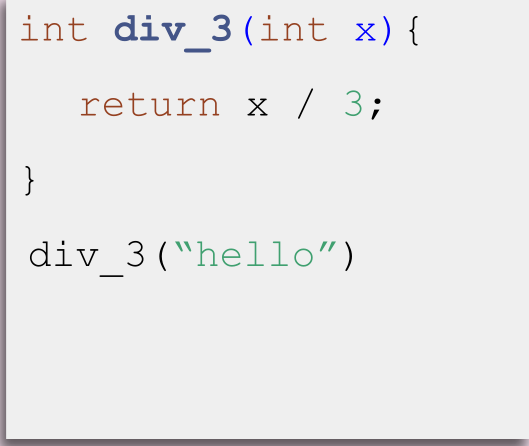 int div_3(int x){
return x / 3;
}
div_3(“hello”)